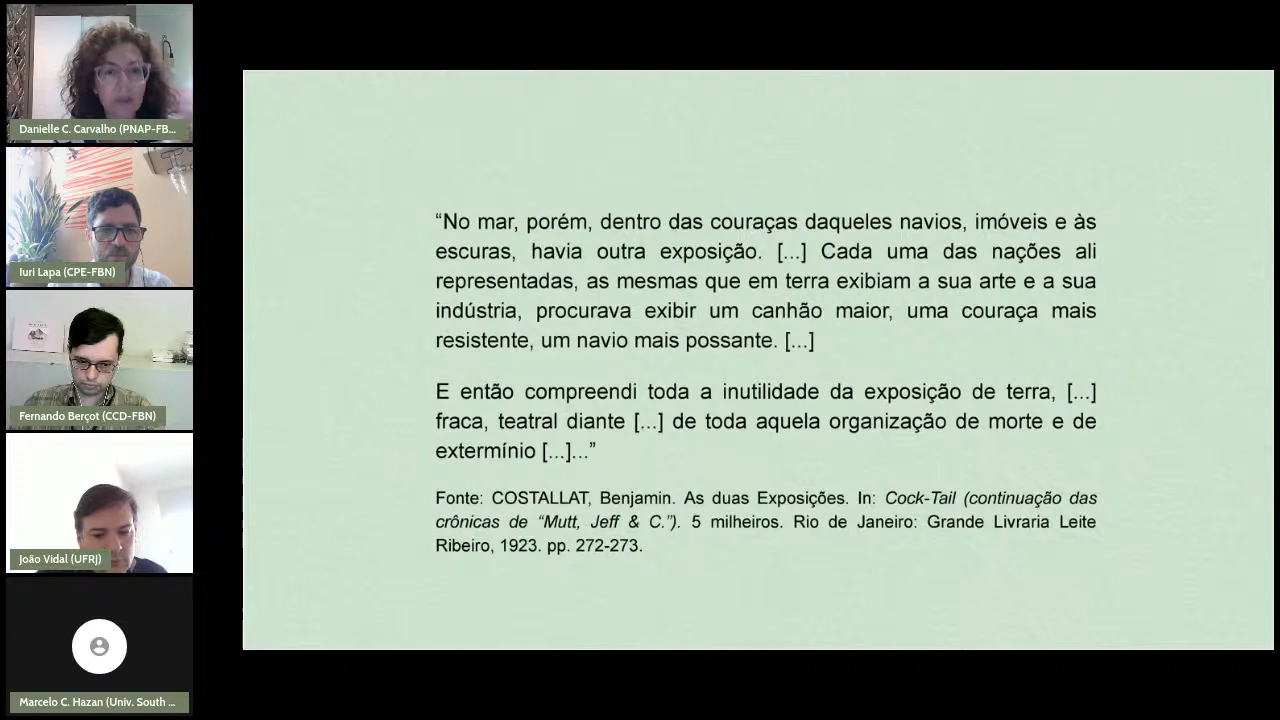 Danielle C. Carvalho (PNAP-FB...
Iuri Lapa (CPE-FBN)
Fernando Berçot (CCD-FBN)
João Vidal (UFRJ)
Marcelo C. Hazan (Univ. South ...
“No mar, porém, dentro das couraças daqueles navios, imóveis e às
escuras, havia outra exposição. [...] Cada uma das nações ali
representadas, as mesmas que em terra exibiam a sua arte e a sua
indústria, procurava exibir um canhão maior, uma couraça mais
resistente, um navio mais possante. [...]
E então compreendi toda a inutilidade da exposição de terra, [...]
fraca, teatral diante [...] de toda aquela organização de morte e de
extermínio [...]...”
Fonte: COSTALLAT, Benjamin. As duas Exposições. In: Cock-Tail (continuação das
crônicas de “Mutt, Jeff & C.”). 5 milheiros. Rio de Janeiro: Grande Livraria Leite
Ribeiro, 1923. pp. 272-273.